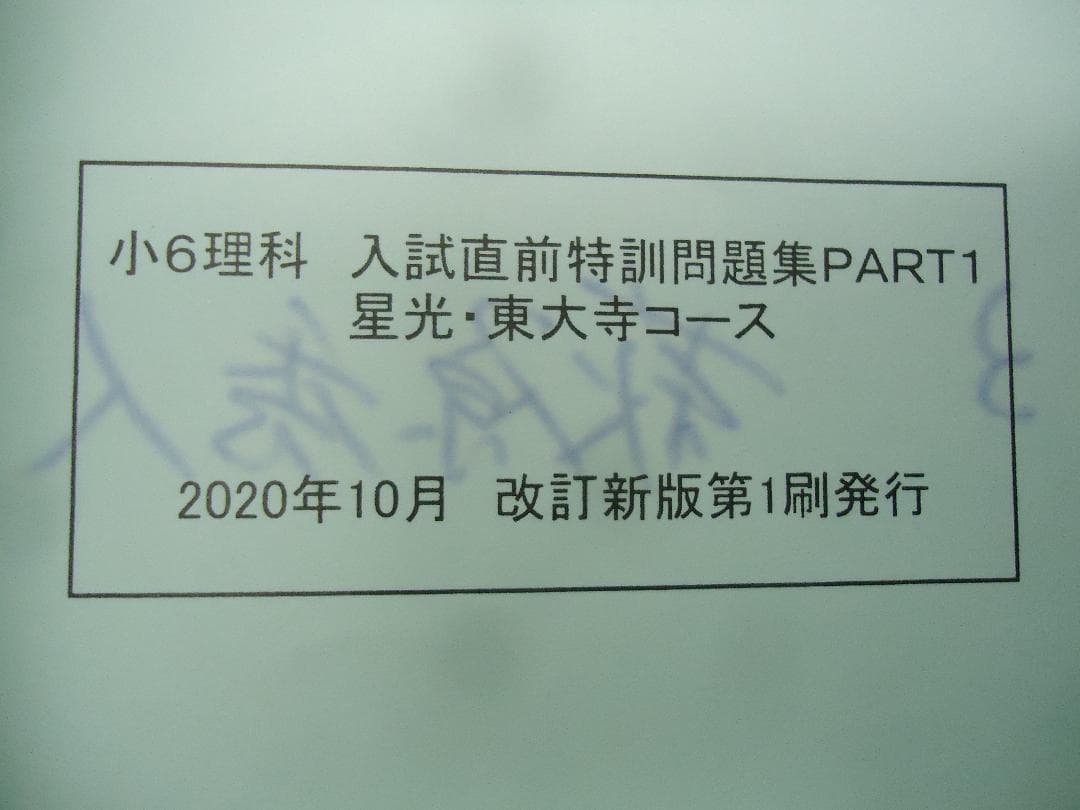 小6理科　入試直前特訓問題集PART1
星光・東大寺コース
2020年10月　改訂新版第1刷発行